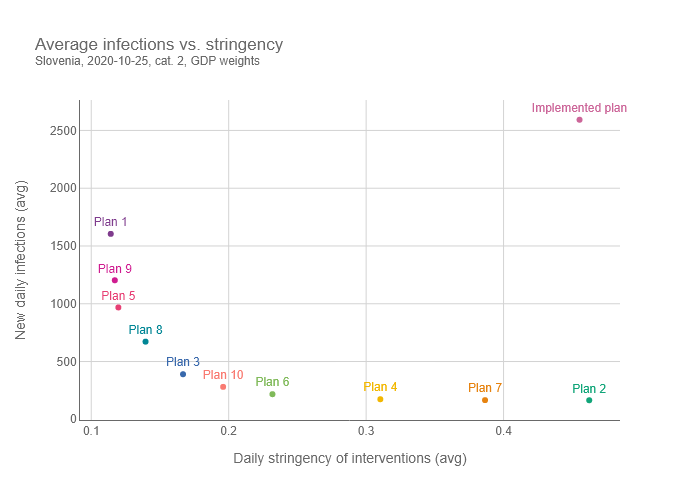 Average infections vs. stringency
Slovenia, 2020-10-25, cat. 2, GDP weights
Implemented plan
2500
2000
Plan 1
1500
Plan 9
Plan 5
1000
Plan 8
500
Plan 3
Plan 10
Plan 6
Plan 4
Plan 7
Plan 2
0
0.1
0.2
0.3
0.4
New daily infections (avg)
Daily stringency of interventions (avg)